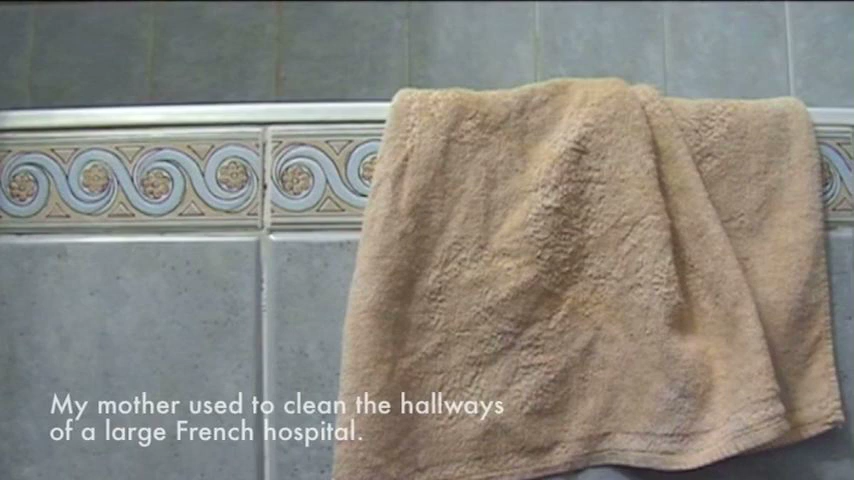 My mother used to clean the hallways
of a large French hospital.